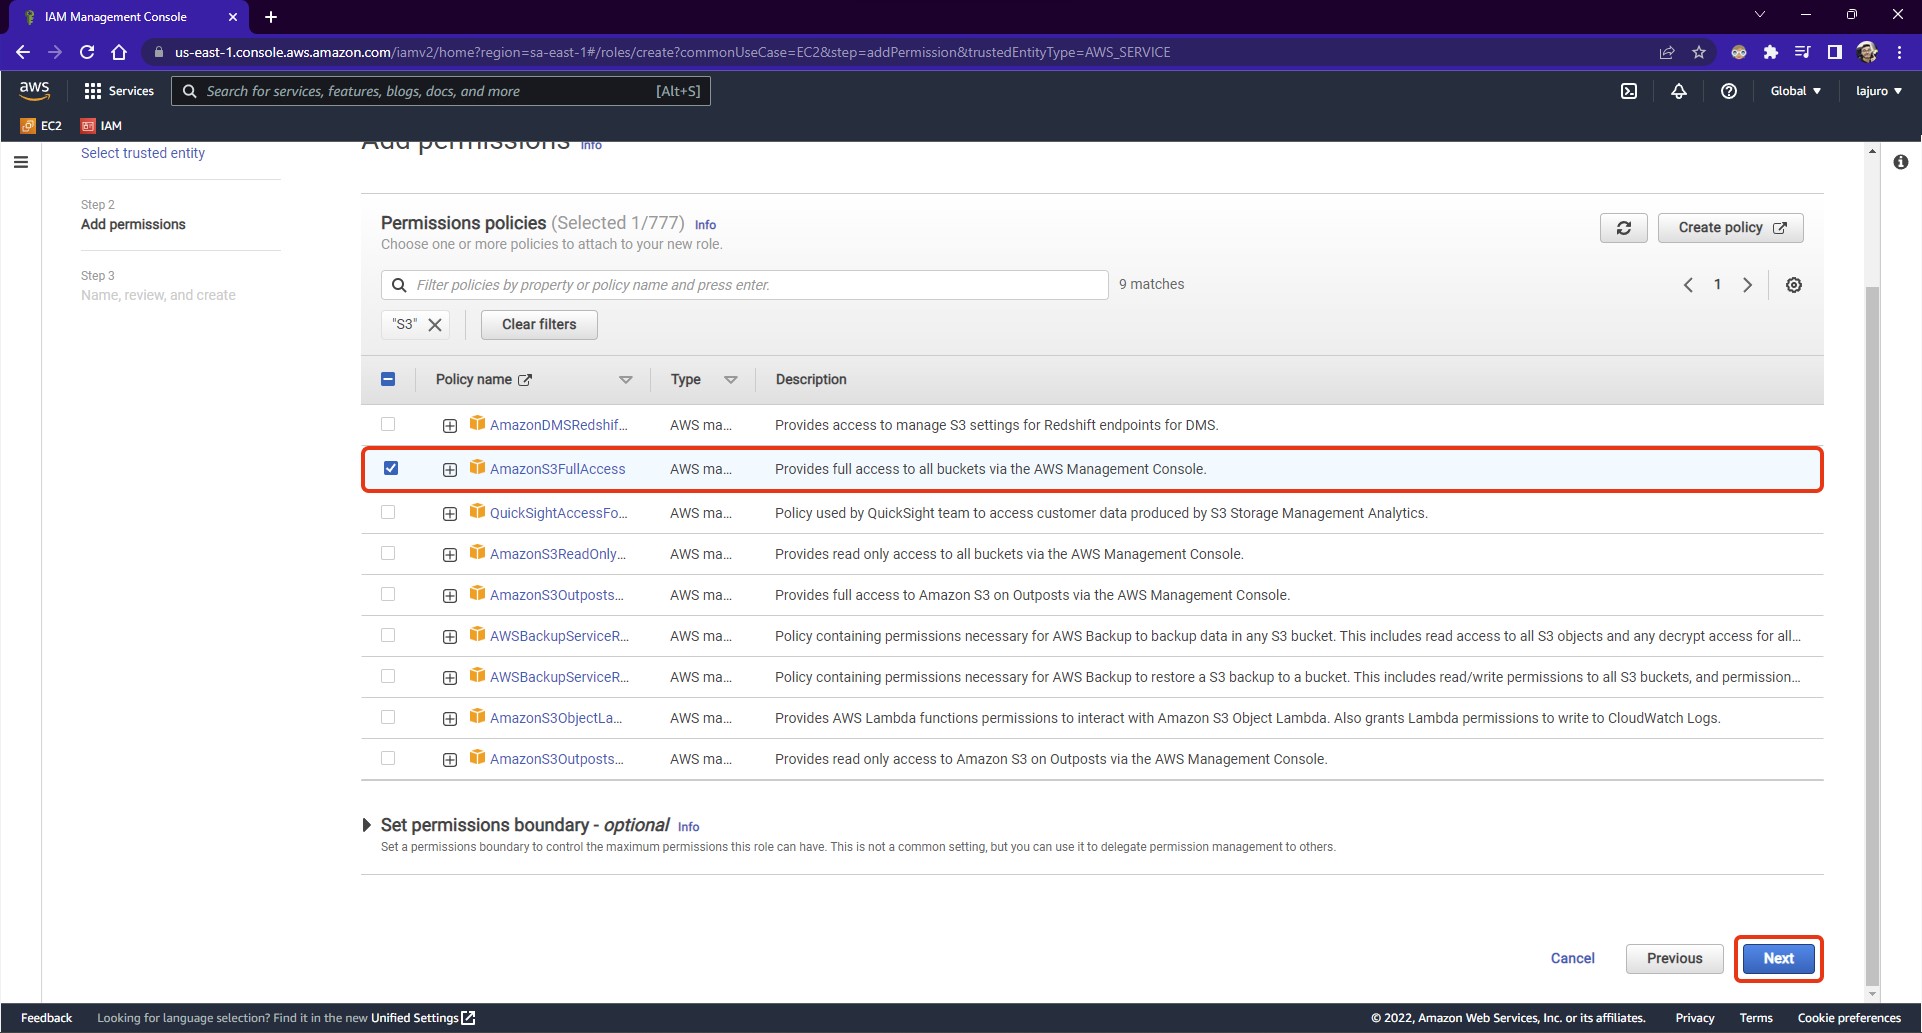 IAM Management Console
us-east-1.console.aws.amazon.com/iamv2/home?region=sa-east-1#/roles/create?commonUseCase=EC2&step=addPermission&trustedEntityType=AWS_SERVICE
aws
Services
Search for services, features, blogs, docs, and more
[Alt+S]
Global
lajuro
EC2
IAM
Select trusted entity
Step 2
Add permissions
Step 3
Name, review, and create
Add permissions Info
Permissions policies (Selected 1/777) Info
Choose one or more policies to attach to your new role.
Create policy
Filter policies by property or policy name and press enter.
9 matches
1
"S3"
Clear filters
Policy name Type Description
AmazonDMSRedshif... AWS ma... Provides access to manage S3 settings for Redshift endpoints for DMS.
AmazonS3FullAccess AWS ma... Provides full access to all buckets via the AWS Management Console.
QuickSightAccessFo... AWS ma... Policy used by QuickSight team to access customer data produced by S3 Storage Management Analytics.
AmazonS3ReadOnly... AWS ma... Provides read only access to all buckets via the AWS Management Console.
AmazonS3Outposts... AWS ma... Provides full access to Amazon S3 on Outposts via the AWS Management Console.
AWSBackupServiceR... AWS ma... Policy containing permissions necessary for AWS Backup to backup data in any S3 bucket. This includes read access to all S3 objects and any decrypt access for all...
AWSBackupServiceR... AWS ma... Policy containing permissions necessary for AWS Backup to restore a S3 backup to a bucket. This includes read/write permissions to all S3 buckets, and permission...
AmazonS3ObjectLa... AWS ma... Provides AWS Lambda functions permissions to interact with Amazon S3 Object Lambda. Also grants Lambda permissions to write to CloudWatch Logs.
AmazonS3Outposts... AWS ma... Provides read only access to Amazon S3 on Outposts via the AWS Management Console.
Set permissions boundary - optional Info
Set a permissions boundary to control the maximum permissions this role can have. This is not a common setting, but you can use it to delegate permission management to others.
Cancel
Previous
Next
Feedback
Looking for language selection? Find it in the new Unified Settings
© 2022, Amazon Web Services, Inc. or its affiliates.
Privacy
Terms
Cookie preferences